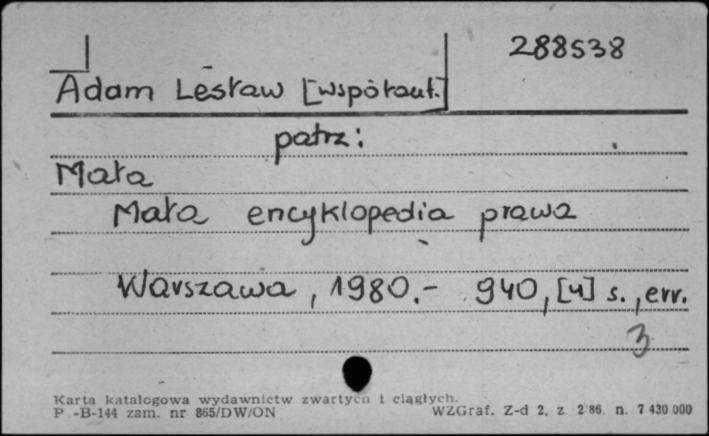 288538
Adam Lesław [współaut.]
patrz:
Mała
Mała encyklopedia prawa
Warszawa, 1980.- 940, [4] s., err.
3
Karta katalogowa wydawnictw zwartych i ciągłych.
P.-B-144 zam. nr 865/DW/ON WZGraf. Z-d 2, z. 2 86. n. 7 430 000